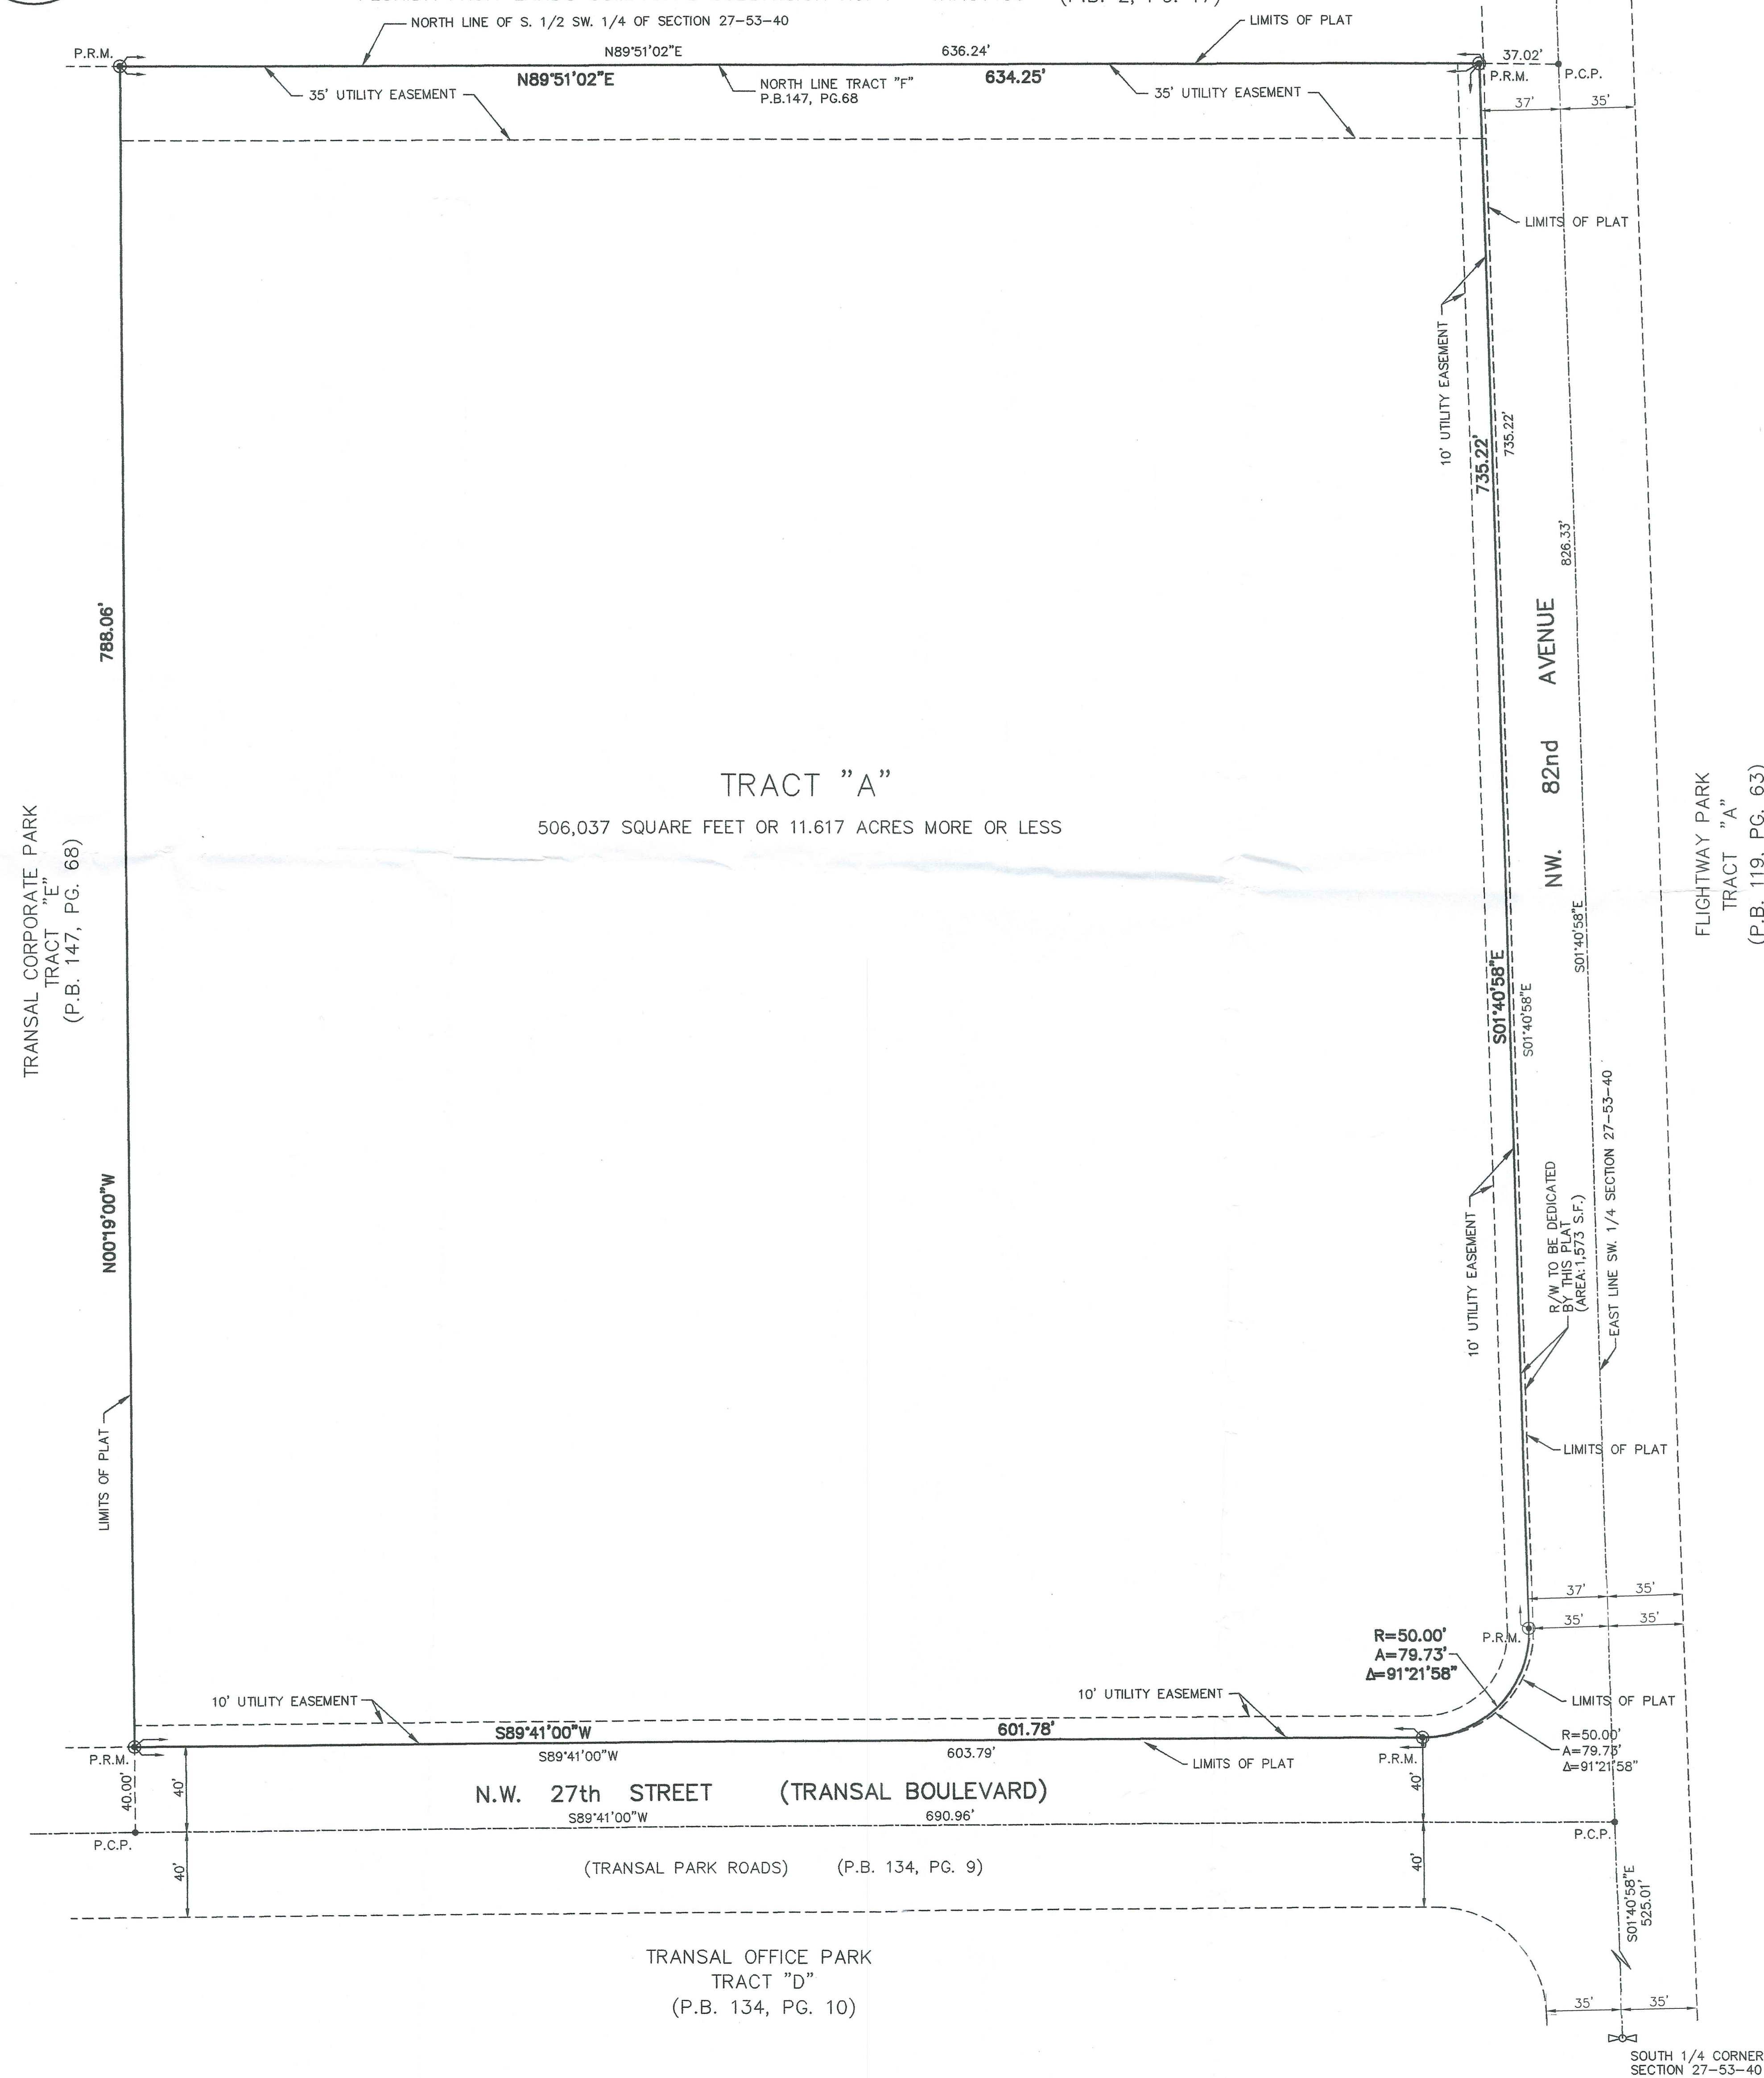 (P.B. 2, PG. 17)
NORTH LINE OF S. 1/2 SW. 1/4 OF SECTION 27-53-40
LIMITS OF PLAT
P.R.M.
N89°51'02"E
636.24'
37.02'
N89°51'02"E
634.25'
P.R.M.
P.C.P.
35' UTILITY EASEMENT
NORTH LINE TRACT "F"
P.B.147, PG.68
35' UTILITY EASEMENT
37'
35'
LIMITS OF PLAT
10' UTILITY EASEMENT
735.22'
735.22'
826.33'
788.06'
NW. 82nd AVENUE
TRACT "A"
506,037 SQUARE FEET OR 11.617 ACRES MORE OR LESS
TRANSAL CORPORATE PARK
TRACT "E"
(P.B. 147, PG. 68)
FLIGHTWAY PARK
TRACT "A"
(P.B. 119, PG. 63)
S01°40'58"E
S01°40'58"E
S01°40'58"E
N00°19'00"W
10' UTILITY EASEMENT
R/W TO BE DEDICATED
BY THIS PLAT
(AREA:1,573 S.F.)
EAST LINE SW. 1/4 SECTION 27-53-40
LIMITS OF PLAT
LIMITS OF PLAT
37'
35'
35'
35'
R=50.00'
A=79.73'
Δ=91°21'58"
P.R.M.
10' UTILITY EASEMENT
10' UTILITY EASEMENT
LIMITS OF PLAT
S89°41'00"W
601.78'
R=50.00'
A=79.73'
Δ=91°21'58"
P.R.M.
S89°41'00"W
603.79'
LIMITS OF PLAT
P.R.M.
40.00'
40'
40'
N.W. 27th STREET (TRANSAL BOULEVARD)
S89°41'00"W
690.96'
P.C.P.
P.C.P.
40'
40'
(TRANSAL PARK ROADS) (P.B. 134, PG. 9)
S01°40'58"E
525.01'
TRANSAL OFFICE PARK
TRACT "D"
(P.B. 134, PG. 10)
35'
35'
SOUTH 1/4 CORNER
SECTION 27-53-40